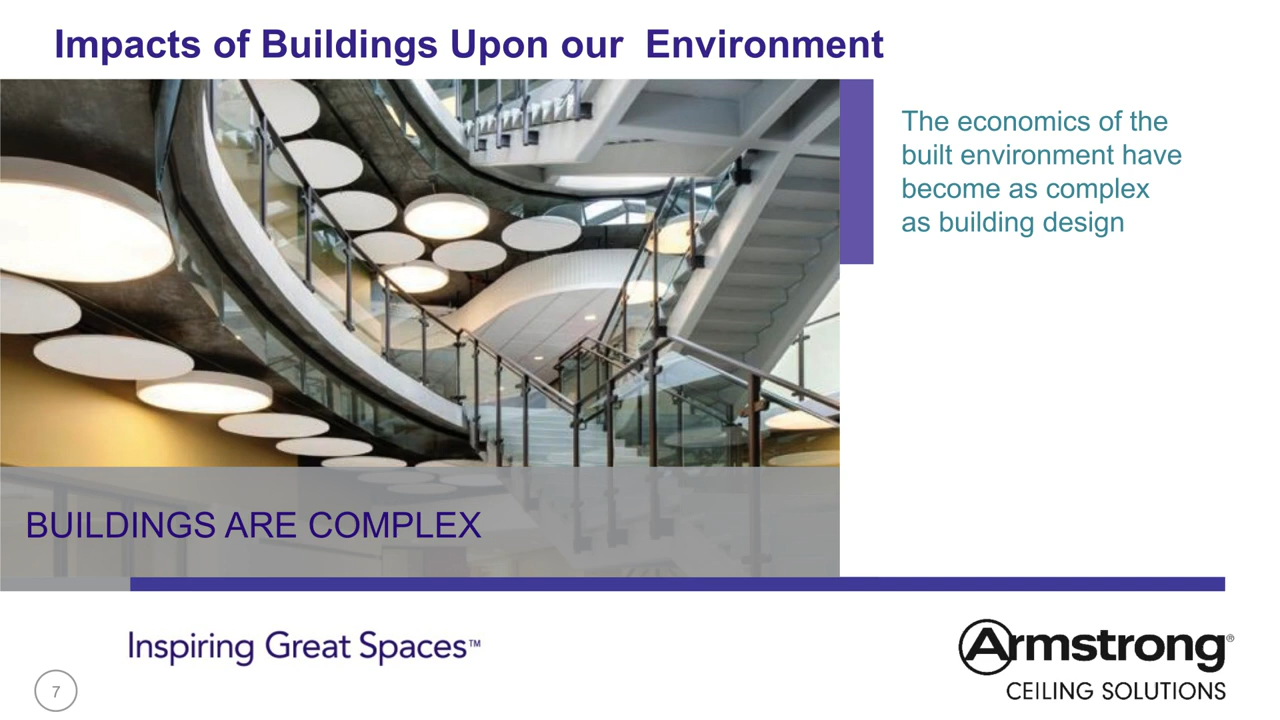 Impacts of Buildings Upon our  Environment
The economics of the
built environment have
become as complex
as building design
BUILDINGS ARE COMPLEX
Inspiring Great Spaces™
Armstrong®
CEILING SOLUTIONS
7